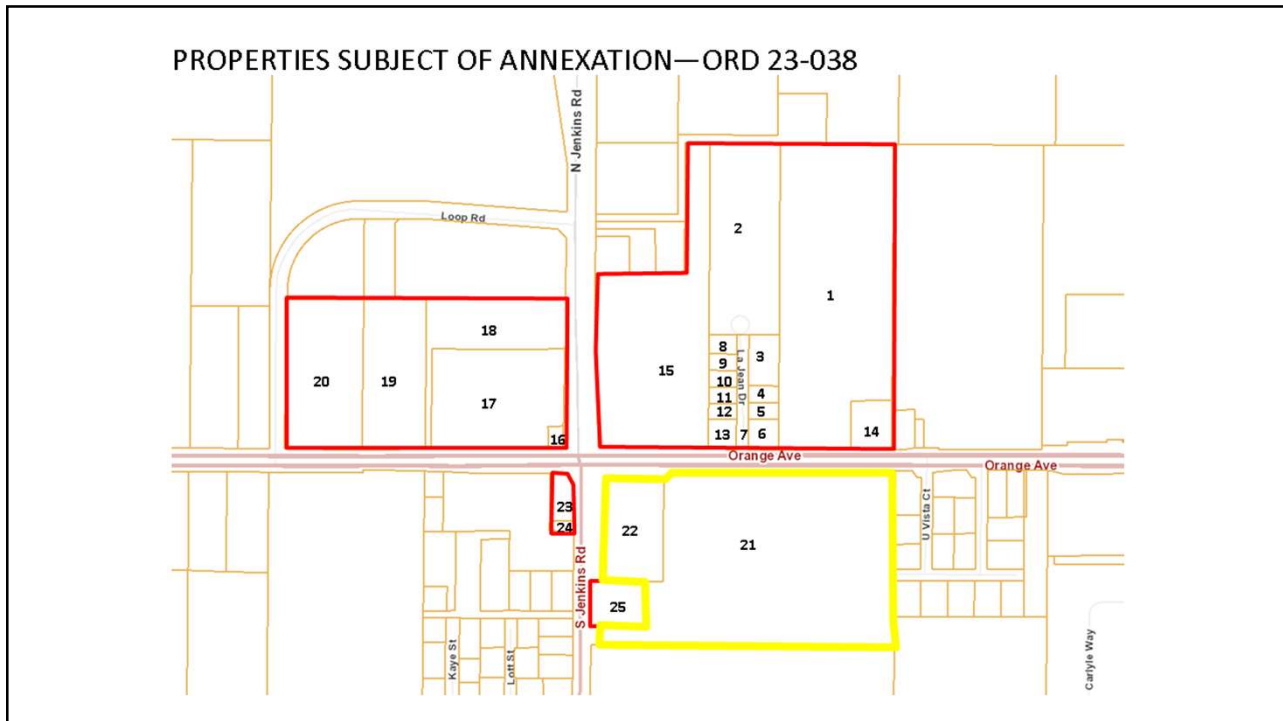 PROPERTIES SUBJECT OF ANNEXATION—ORD 23-038
N Jenkins Rd
Loop Rd
2
1
18
20
19
17
16
15
8
9
10
11
12
13
La Jean Dr
3
4
5
6
7
14
Orange Ave
Orange Ave
23
24
22
21
25
S Jenkins Rd
U Vista Ct
Kaye St
Lott St
Carlyle Way